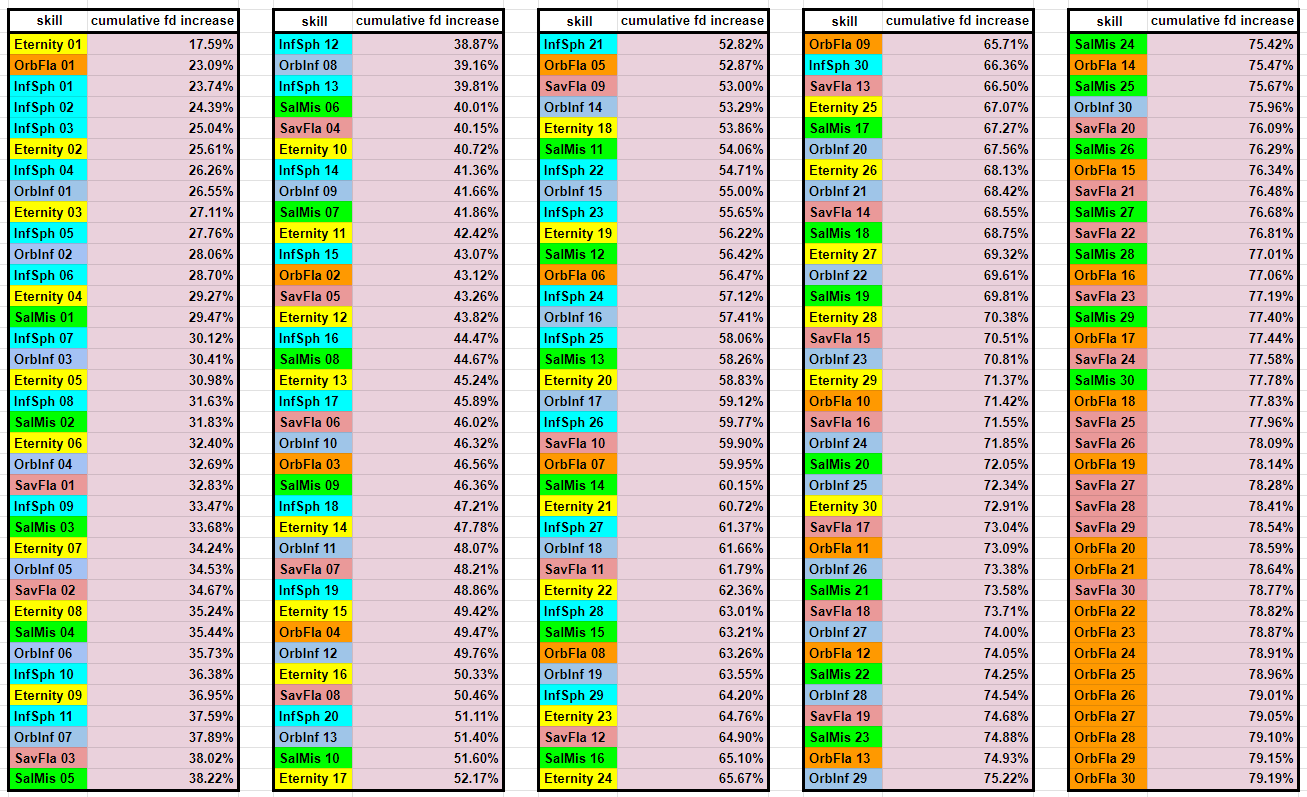 skill cumulative fd increase
Eternity 01 17.59%
OrbFla 01 23.09%
InfSph 01 23.74%
InfSph 02 24.39%
InfSph 03 25.04%
Eternity 02 25.61%
InfSph 04 26.26%
OrbInf 01 26.55%
Eternity 03 27.11%
InfSph 05 27.76%
OrbInf 02 28.06%
InfSph 06 28.70%
Eternity 04 29.27%
SalMis 01 29.47%
InfSph 07 30.12%
OrbInf 03 30.41%
Eternity 05 30.98%
InfSph 08 31.63%
SalMis 02 31.83%
Eternity 06 32.40%
OrbInf 04 32.69%
SavFla 01 32.83%
InfSph 09 33.47%
SalMis 03 33.68%
Eternity 07 34.24%
OrbInf 05 34.53%
SavFla 02 34.67%
Eternity 08 35.24%
SalMis 04 35.44%
OrbInf 06 35.73%
InfSph 10 36.38%
Eternity 09 36.95%
InfSph 11 37.59%
OrbInf 07 37.89%
SavFla 03 38.02%
SalMis 05 38.22%
skill cumulative fd increase
InfSph 12 38.87%
OrbInf 08 39.16%
InfSph 13 39.81%
SalMis 06 40.01%
SavFla 04 40.15%
Eternity 10 40.72%
InfSph 14 41.36%
OrbInf 09 41.66%
SalMis 07 41.86%
Eternity 11 42.42%
InfSph 15 43.07%
OrbFla 02 43.12%
SavFla 05 43.26%
Eternity 12 43.82%
InfSph 16 44.47%
SalMis 08 44.67%
Eternity 13 45.24%
InfSph 17 45.89%
SavFla 06 46.02%
OrbInf 10 46.32%
OrbFla 03 46.56%
SalMis 09 46.36%
InfSph 18 47.21%
Eternity 14 47.78%
OrbInf 11 48.07%
SavFla 07 48.21%
InfSph 19 48.86%
Eternity 15 49.42%
OrbFla 04 49.47%
OrbInf 12 49.76%
Eternity 16 50.33%
SavFla 08 50.46%
InfSph 20 51.11%
OrbInf 13 51.40%
SalMis 10 51.60%
Eternity 17 52.17%
skill cumulative fd increase
InfSph 21 52.82%
OrbFla 05 52.87%
SavFla 09 53.00%
OrbInf 14 53.29%
Eternity 18 53.86%
SalMis 11 54.06%
InfSph 22 54.71%
OrbInf 15 55.00%
InfSph 23 55.65%
Eternity 19 56.22%
SalMis 12 56.42%
OrbFla 06 56.47%
InfSph 24 57.12%
OrbInf 16 57.41%
InfSph 25 58.06%
SalMis 13 58.26%
Eternity 20 58.83%
OrbInf 17 59.12%
InfSph 26 59.77%
SavFla 10 59.90%
OrbFla 07 59.95%
SalMis 14 60.15%
Eternity 21 60.72%
InfSph 27 61.37%
OrbInf 18 61.66%
SavFla 11 61.79%
Eternity 22 62.36%
InfSph 28 63.01%
SalMis 15 63.21%
OrbFla 08 63.26%
OrbInf 19 63.55%
InfSph 29 64.20%
Eternity 23 64.76%
SavFla 12 64.90%
SalMis 16 65.10%
Eternity 24 65.67%
skill cumulative fd increase
OrbFla 09 65.71%
InfSph 30 66.36%
SavFla 13 66.50%
Eternity 25 67.07%
SalMis 17 67.27%
OrbInf 20 67.56%
Eternity 26 68.13%
OrbInf 21 68.42%
SavFla 14 68.55%
SalMis 18 68.75%
Eternity 27 69.32%
OrbInf 22 69.61%
SalMis 19 69.81%
Eternity 28 70.38%
SavFla 15 70.51%
OrbInf 23 70.81%
Eternity 29 71.37%
OrbFla 10 71.42%
SavFla 16 71.55%
OrbInf 24 71.85%
SalMis 20 72.05%
OrbInf 25 72.34%
Eternity 30 72.91%
SavFla 17 73.04%
OrbFla 11 73.09%
OrbInf 26 73.38%
SalMis 21 73.58%
SavFla 18 73.71%
OrbInf 27 74.00%
OrbFla 12 74.05%
SalMis 22 74.25%
OrbInf 28 74.54%
SavFla 19 74.68%
SalMis 23 74.88%
OrbFla 13 74.93%
OrbInf 29 75.22%
skill cumulative fd increase
SalMis 24 75.42%
OrbFla 14 75.47%
SalMis 25 75.67%
OrbInf 30 75.96%
SavFla 20 76.09%
SalMis 26 76.29%
OrbFla 15 76.34%
SavFla 21 76.48%
SalMis 27 76.68%
SavFla 22 76.81%
SalMis 28 77.01%
OrbFla 16 77.06%
SavFla 23 77.19%
SalMis 29 77.40%
OrbFla 17 77.44%
SavFla 24 77.58%
SalMis 30 77.78%
OrbFla 18 77.83%
SavFla 25 77.96%
SavFla 26 78.09%
OrbFla 19 78.14%
SavFla 27 78.28%
SavFla 28 78.41%
SavFla 29 78.54%
OrbFla 20 78.59%
OrbFla 21 78.64%
SavFla 30 78.77%
OrbFla 22 78.82%
OrbFla 23 78.87%
OrbFla 24 78.91%
OrbFla 25 78.96%
OrbFla 26 79.01%
OrbFla 27 79.05%
OrbFla 28 79.10%
OrbFla 29 79.15%
OrbFla 30 79.19%